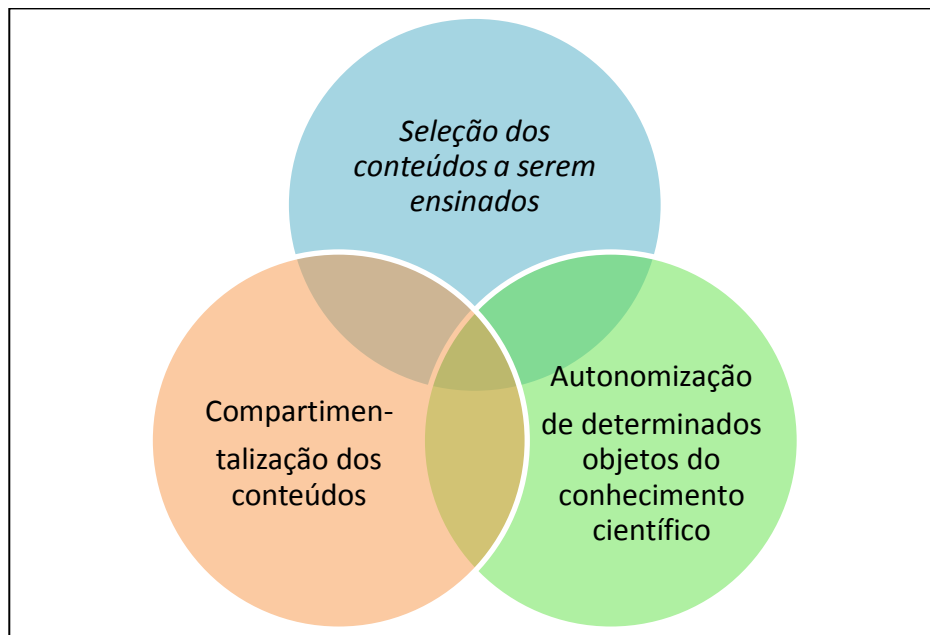 Seleção dos
conteúdos a serem
ensinados
Compartimen-
talização dos
conteúdos
Autonomização
de determinados
objetos do
conhecimento
científico